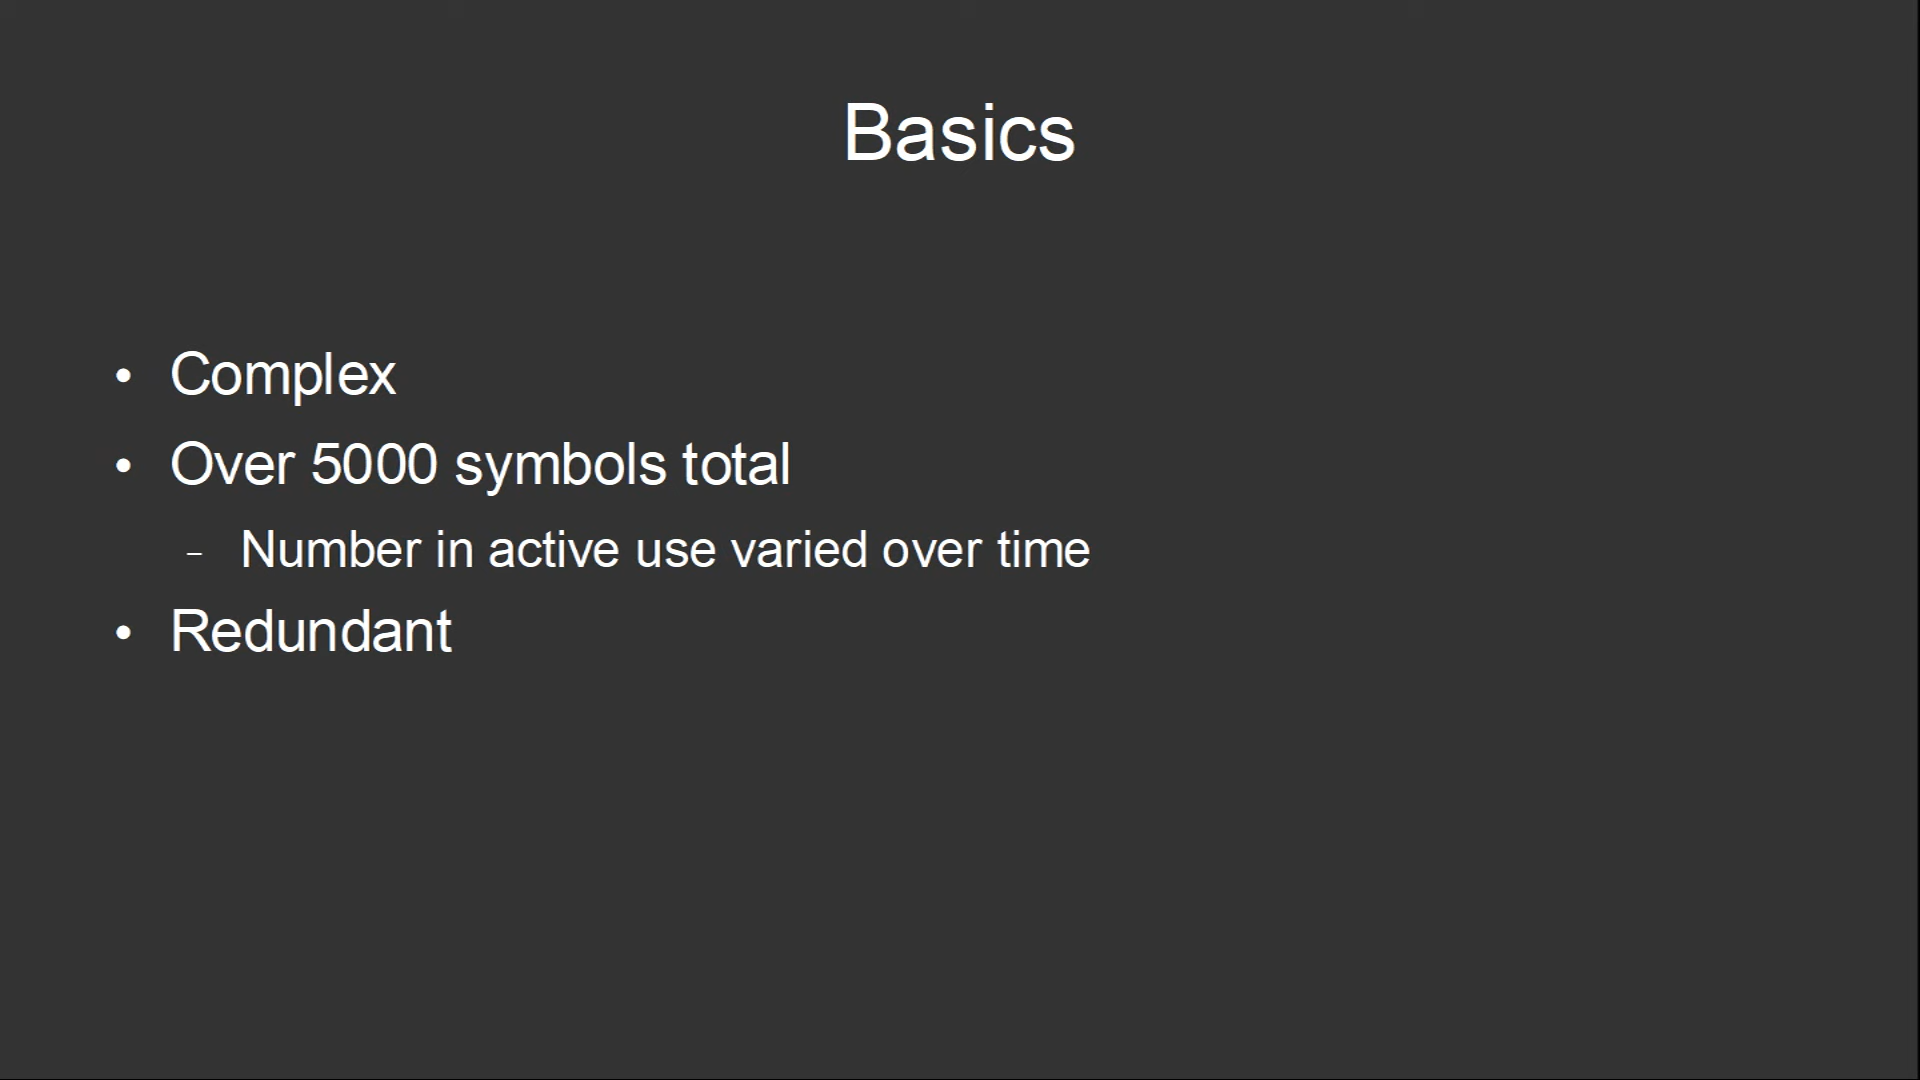 Basics
• Complex
• Over 5000 symbols total
– Number in active use varied over time
• Redundant